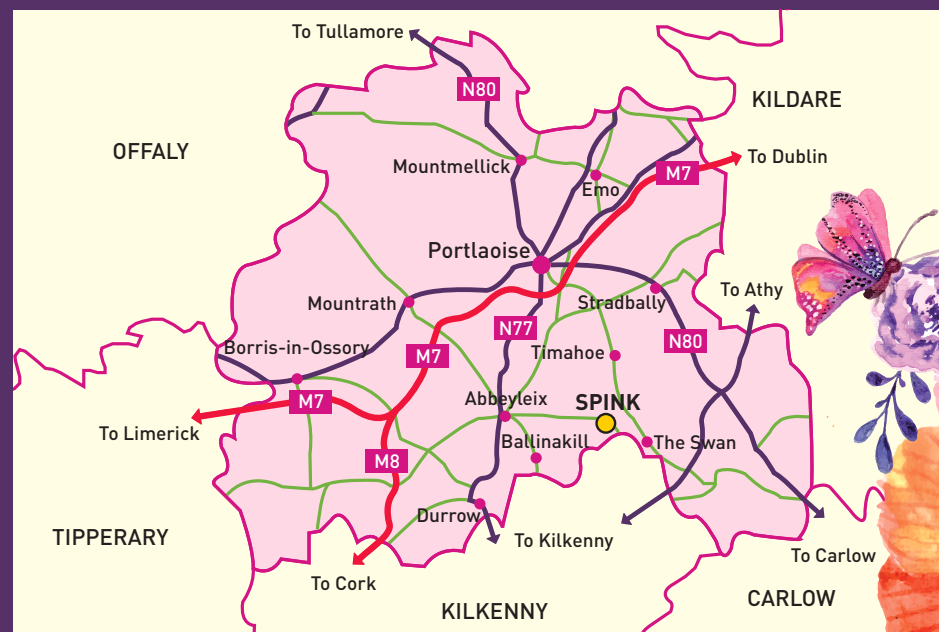 To Tullamore
N80
KILDARE
OFFALY
To Dublin
Mountmellick
M7
Emo
Portlaoise
To Athy
Mountrath
Stradbally
N77
N80
Borris-in-Ossory
M7
Timahoe
M7
Abbeyleix
SPINK
To Limerick
Ballinakill
The Swan
M8
Durrow
TIPPERARY
To Kilkenny
To Carlow
To Cork
CARLOW
KILKENNY